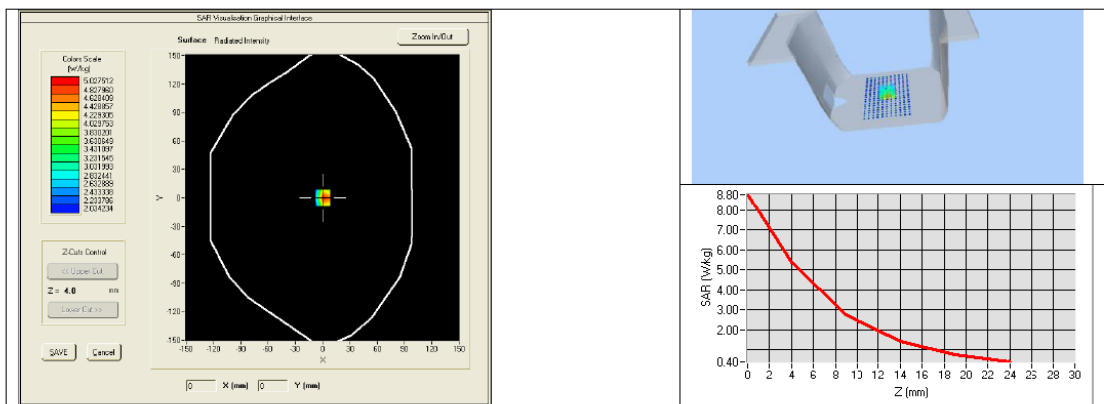 SAR Visualisation Graphical Interface
Surface Radiated Intensity
Zoom In/Out
Colors Scale
(W/kg)
5.027512
4.827960
4.628409
4.428857
4.229305
4.029753
3.830201
3.630649
3.431097
3.231545
3.031993
2.832441
2.632889
2.433338
2.233786
2.034234
Z-Cuts Control
<< Upper Cut
Z = 4.0 mm
Lower Cut >>
SAVE Cancel
150
120
90
60
30
0
-30
-60
-90
-120
-150
Y
-150 -120 -90 -60 -30 0 30 60 90 120 150
X
0 X (mm) 0 Y (mm)
8.80
8.00
7.00
6.00
5.00
4.00
3.00
2.00
0.40
SAR (W/kg)
0 2 4 6 8 10 12 14 16 18 20 22 24 26 28 30
Z (mm)